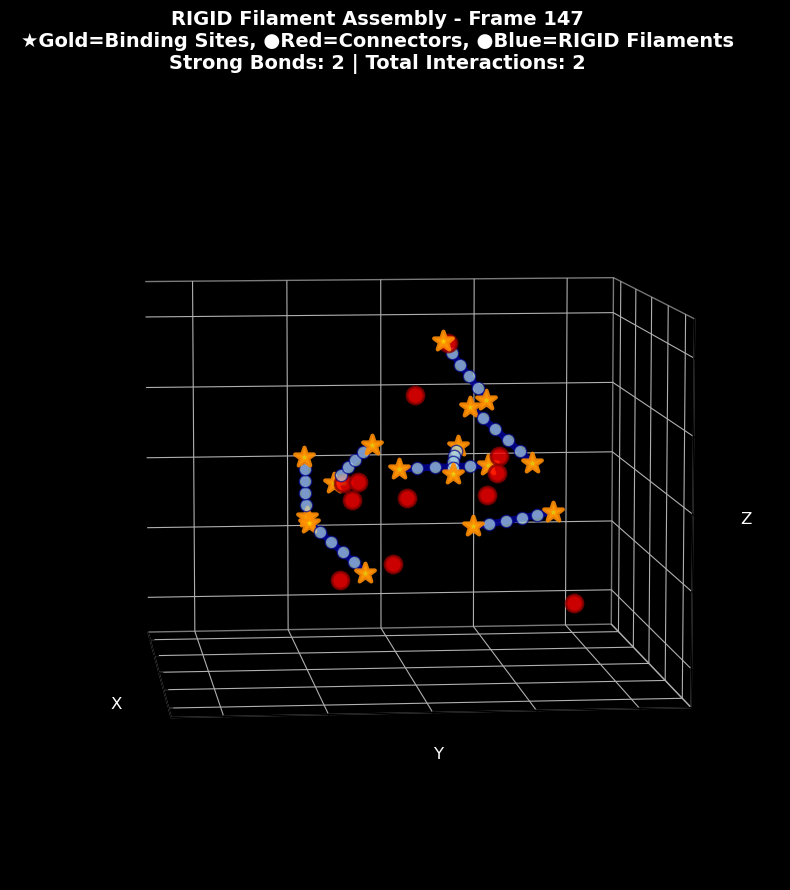 RIGID Filament Assembly - Frame 147
★Gold=Binding Sites, ●Red=Connectors, ●Blue=RIGID Filaments
Strong Bonds: 2 | Total Interactions: 2
Z
X
Y